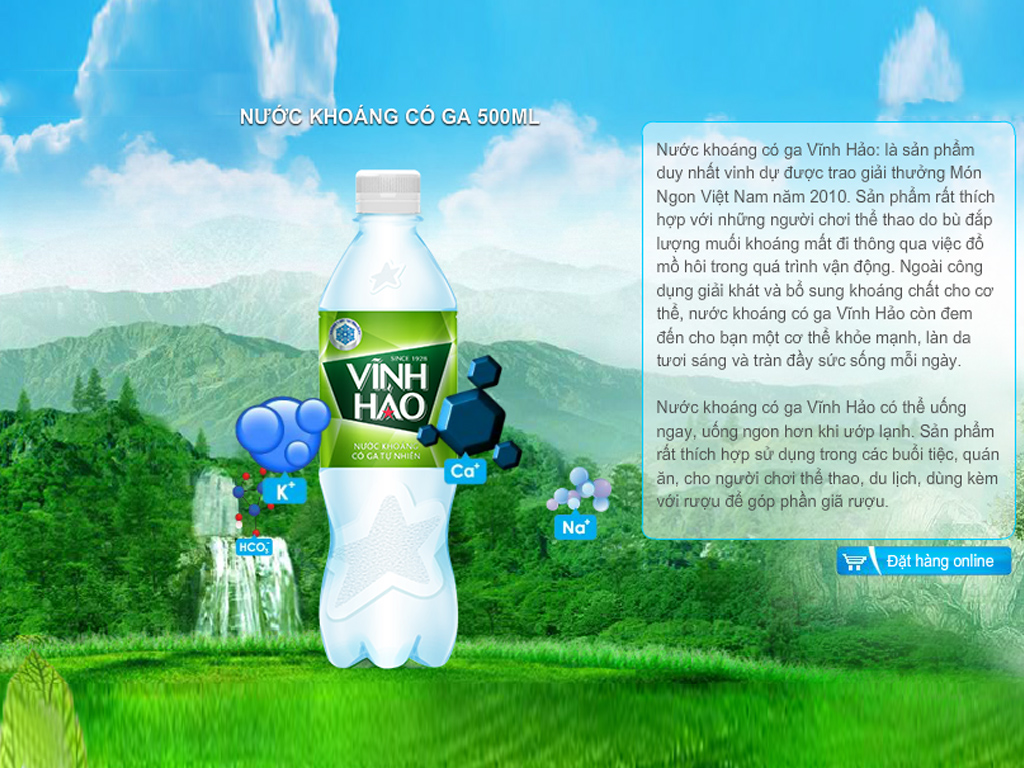 NƯỚC KHOÁNG CÓ GA 500ML
Nước khoáng có ga Vĩnh Hảo: là sản phẩm
duy nhất vinh dự được trao giải thưởng Món
Ngon Việt Nam năm 2010. Sản phẩm rất thích
hợp với những người chơi thể thao do bù đắp
lượng muối khoáng mất đi thông qua việc đổ
mồ hôi trong quá trình vận động. Ngoài công
dụng giải khát và bổ sung khoáng chất cho cơ
thể, nước khoáng có ga Vĩnh Hảo còn đem
đến cho bạn một cơ thể khỏe mạnh, làn da
tươi sáng và tràn đầy sức sống mỗi ngày.
Nước khoáng có ga Vĩnh Hảo có thể uống
ngay, uống ngon hơn khi ướp lạnh. Sản phẩm
rất thích hợp sử dụng trong các buổi tiệc, quán
ăn, cho người chơi thể thao, du lịch, dùng kèm
với rượu để góp phần giã rượu.
Đặt hàng online
SINCE 1928
VĨNH
HẢO
NƯỚC KHOÁNG
CÓ GA TỰ NHIÊN
K⁺
Ca⁺
Na⁺
HCO₃⁻